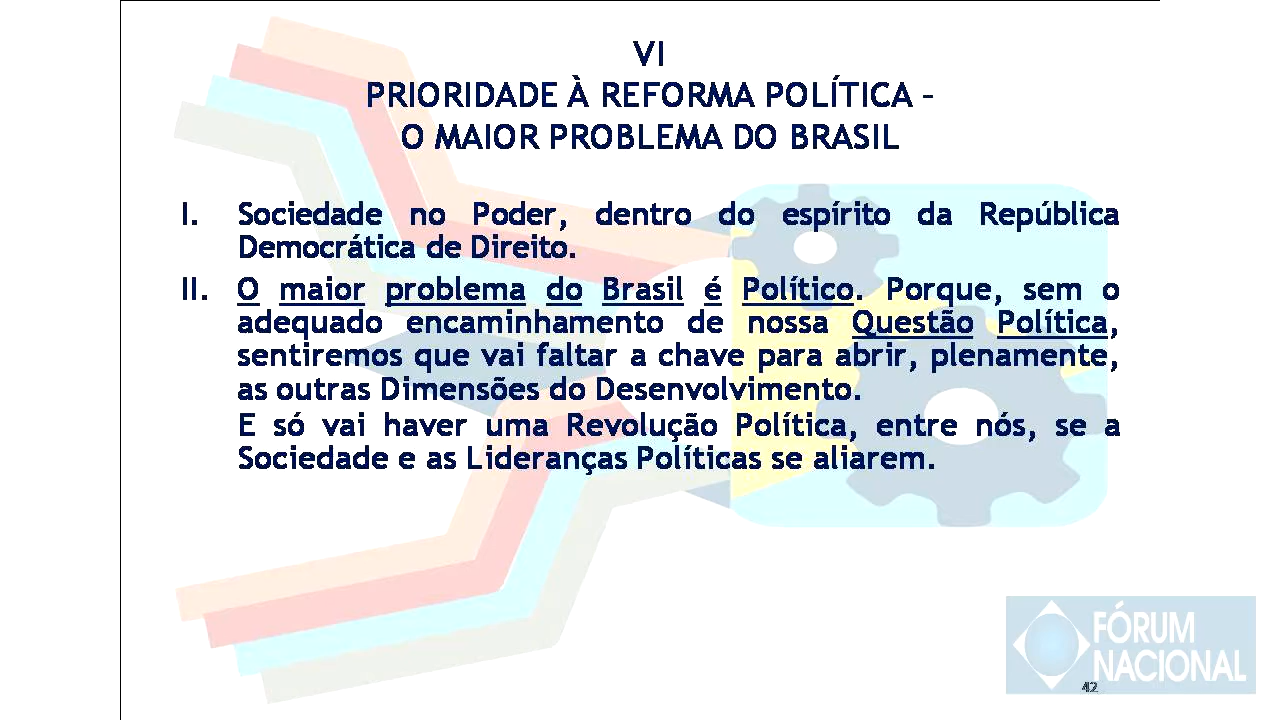 VI
PRIORIDADE À REFORMA POLÍTICA –
O MAIOR PROBLEMA DO BRASIL
I. Sociedade no Poder, dentro do espírito da República
Democrática de Direito.
II. O maior problema do Brasil é Político. Porque, sem o
adequado encaminhamento de nossa Questão Política,
sentiremos que vai faltar a chave para abrir, plenamente,
as outras Dimensões do Desenvolvimento.
E só vai haver uma Revolução Política, entre nós, se a
Sociedade e as Lideranças Políticas se aliarem.
FÓRUM
NACIONAL
42